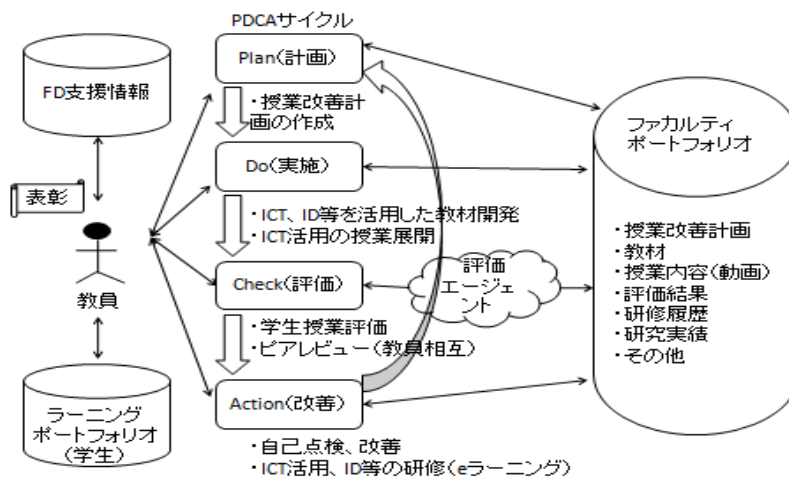 PDCAサイクル
Plan(計画)
FD支援情報
・授業改善計
画の作成
ファカルティ
ポートフォリオ
Do(実施)
表彰
・ICT、ID等を活用した教材開発
・ICT活用の授業展開
・授業改善計画
・教材
・授業内容(動画)
・評価結果
・研修履歴
・研究実績
・その他
評価
エージェ
ント
Check(評価)
教員
・学生授業評価
・ピアレビュー(教員相互)
Action(改善)
ラーニング
ポートフォリオ
(学生)
・自己点検、改善
・ICT活用、ID等の研修(eラーニング)